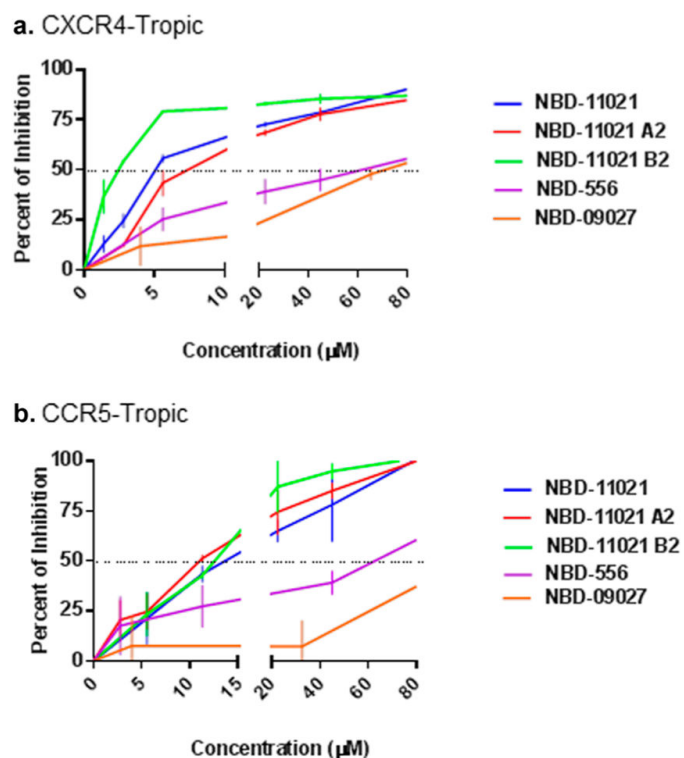 a. CXCR4-Tropic
Percent of Inhibition
100
75
50
25
0
0
5
10
20
40
60
80
Concentration (µM)
NBD-11021
NBD-11021 A2
NBD-11021 B2
NBD-556
NBD-09027
b. CCR5-Tropic
Percent of Inhibition
100
75
50
25
0
0
5
10
15
20
40
60
80
Concentration (µM)
NBD-11021
NBD-11021 A2
NBD-11021 B2
NBD-556
NBD-09027